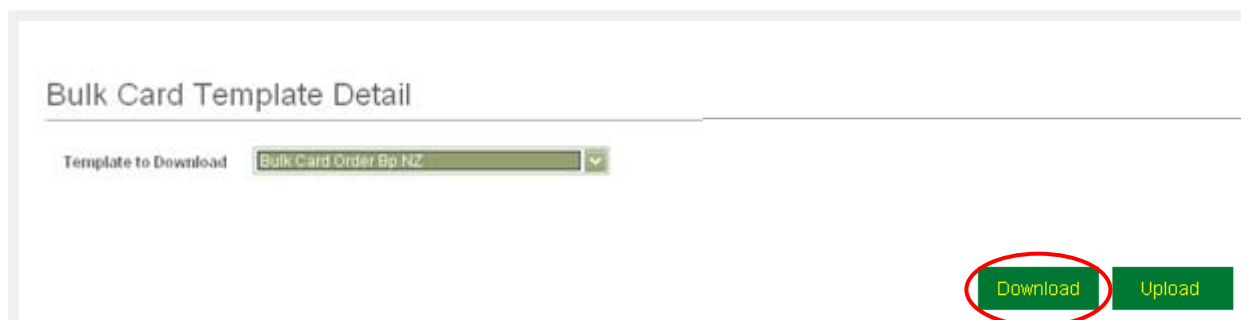 Bulk Card Template Detail
Template to Download Bulk Card Order Bp NZ
Download Upload